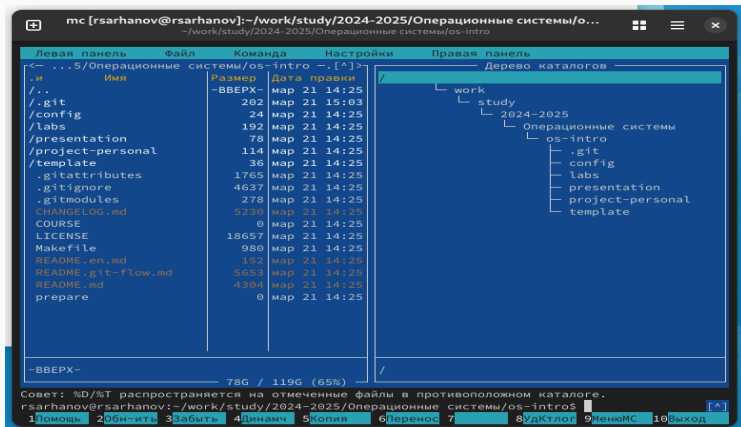 mc [rsarhanov@rsarhanov]:~/work/study/2024-2025/Операционные системы/o...
~/work/study/2024-2025/Операционные системы/os-intro
Левая панель Файл Команда Настройки Правая панель
<— ...5/Операционные системы/os-intro —.[^]>
.и Имя Размер Дата правки
/.. -ВВЕРХ- мар 21 14:25
/.git 202 мар 21 15:03
/config 24 мар 21 14:25
/labs 192 мар 21 14:25
/presentation 78 мар 21 14:25
/project-personal 114 мар 21 14:25
/template 36 мар 21 14:25
.gitattributes 1765 мар 21 14:25
.gitignore 4637 мар 21 14:25
.gitmodules 278 мар 21 14:25
CHANGELOG.md 5230 мар 21 14:25
COURSE 0 мар 21 14:25
LICENSE 18657 мар 21 14:25
Makefile 980 мар 21 14:25
README.en.md 152 мар 21 14:25
README.git-flow.md 5653 мар 21 14:25
README.md 4304 мар 21 14:25
prepare 0 мар 21 14:25
-ВВЕРХ-
78G / 119G (65%)
Дерево каталогов
/
work
study
2024-2025
Операционные системы
os-intro
.git
config
labs
presentation
project-personal
template
/
Совет: %D/%T распространяется на отмеченные файлы в противоположном каталоге.
rsarhanov@rsarhanov:~/work/study/2024-2025/Операционные системы/os-intro$ [^]
1Помощь 2Обн~ить 3Забыть 4Динамч 5Копия 6Перенос 7 8УдКтлог 9МенюMC 10Выход